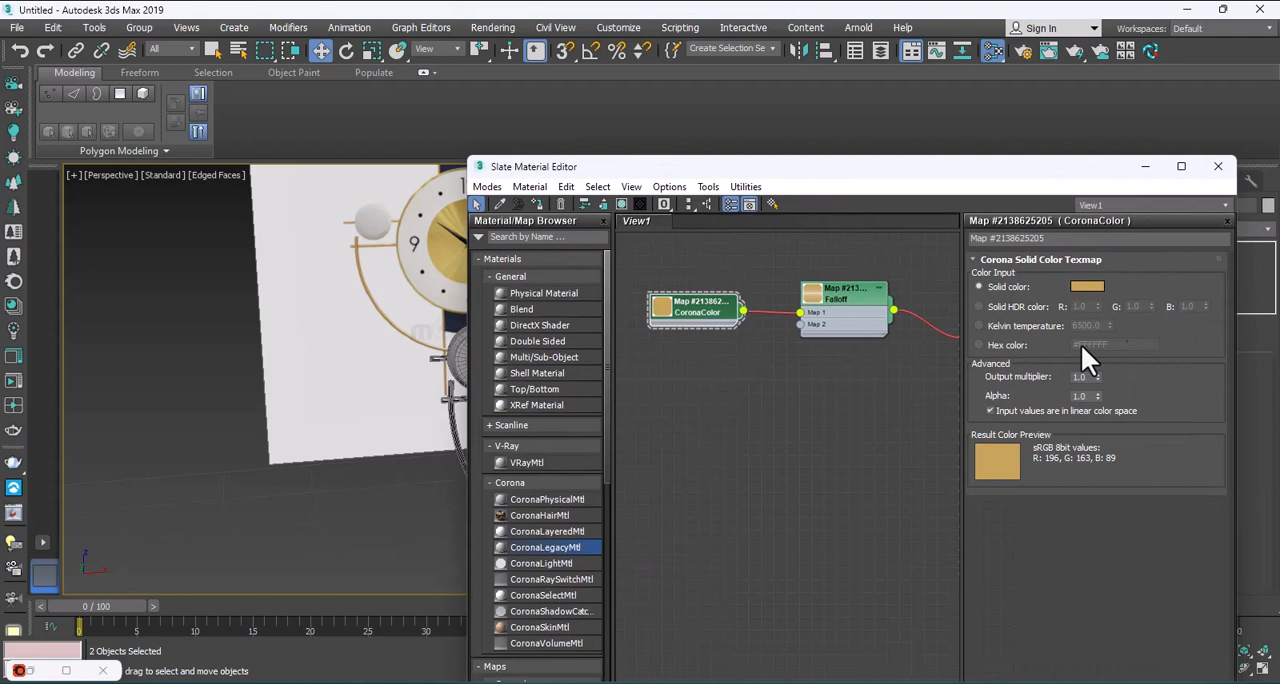 Untitled - Autodesk 3ds Max 2019
File Edit Tools Group Views Create Modifiers Animation Graph Editors Rendering Civil View Customize Scripting Interactive Content Arnold Help Sign In Workspaces: Default
All View Create Selection Se
Modeling Freeform Selection Object Paint Populate
Polygon Modeling
[+] [Perspective] [Standard] [Edged Faces]
9
Slate Material Editor
Modes Material Edit Select View Options Tools Utilities
View1
Material/Map Browser
View1
Map #2138625205 ( CoronaColor )
Search by Name ...
Map #2138625205
- Materials
- General
Physical Material
Blend
DirectX Shader
Double Sided
Multi/Sub-Object
Shell Material
Top/Bottom
XRef Material
+ Scanline
- V-Ray
VRayMtl
- Corona
CoronaPhysicalMtl
CoronaHairMtl
CoronaLayeredMtl
CoronaLegacyMtl
CoronaLightMtl
CoronaRaySwitchMtl
CoronaSelectMtl
CoronaShadowCatc...
CoronaSkinMtl
CoronaVolumeMtl
- Maps
Map #213862...
CoronaColor
Map #213...
Falloff
Map 1
Map 2
Corona Solid Color Texmap
Color Input
Solid color:
Solid HDR color: R: 1.0 G: 1.0 B: 1.0
Kelvin temperature: 6500.0
Hex color: #FFFFFF
Advanced
Output multiplier: 1.0
Alpha: 1.0
Input values are in linear color space
Result Color Preview
sRGB 8bit values:
R: 196, G: 163, B: 89
z
x
0 / 100
0 5 10 15 20 25 30
2 Objects Selected
drag to select and move objects